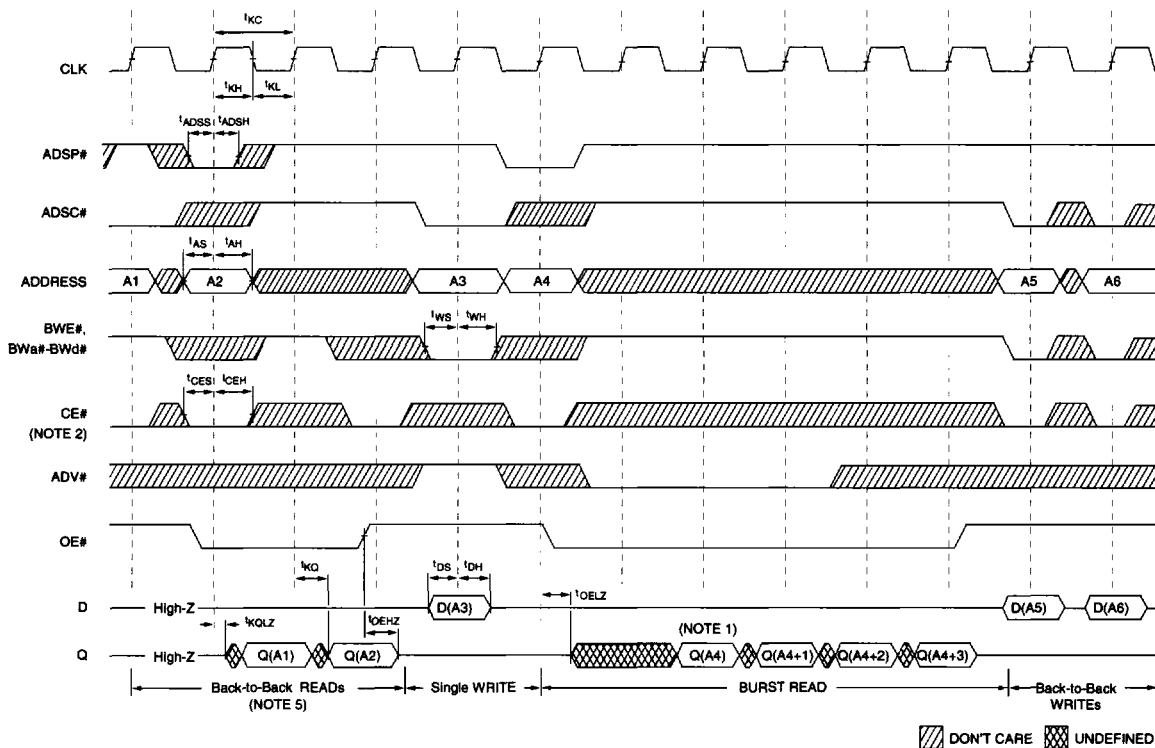 tKC
CLK
tKH
tKL
tADSS
tADSH
ADSP#
ADSC#
tAS
tAH
ADDRESS
A1
A2
A3
A4
A5
A6
BWE#,
BWa#-BWd#
tWS
tWH
tCES
tCEH
CE#
(NOTE 2)
ADV#
OE#
tKQ
tDS
tDH
tOELZ
D
High-Z
D(A3)
D(A5)
D(A6)
tKQLZ
tOEHZ
(NOTE 1)
Q
High-Z
Q(A1)
Q(A2)
Q(A4)
Q(A4+1)
Q(A4+2)
Q(A4+3)
Back-to-Back READs
(NOTE 5)
Single WRITE
BURST READ
Back-to-Back
WRITEs
DON'T CARE
UNDEFINED